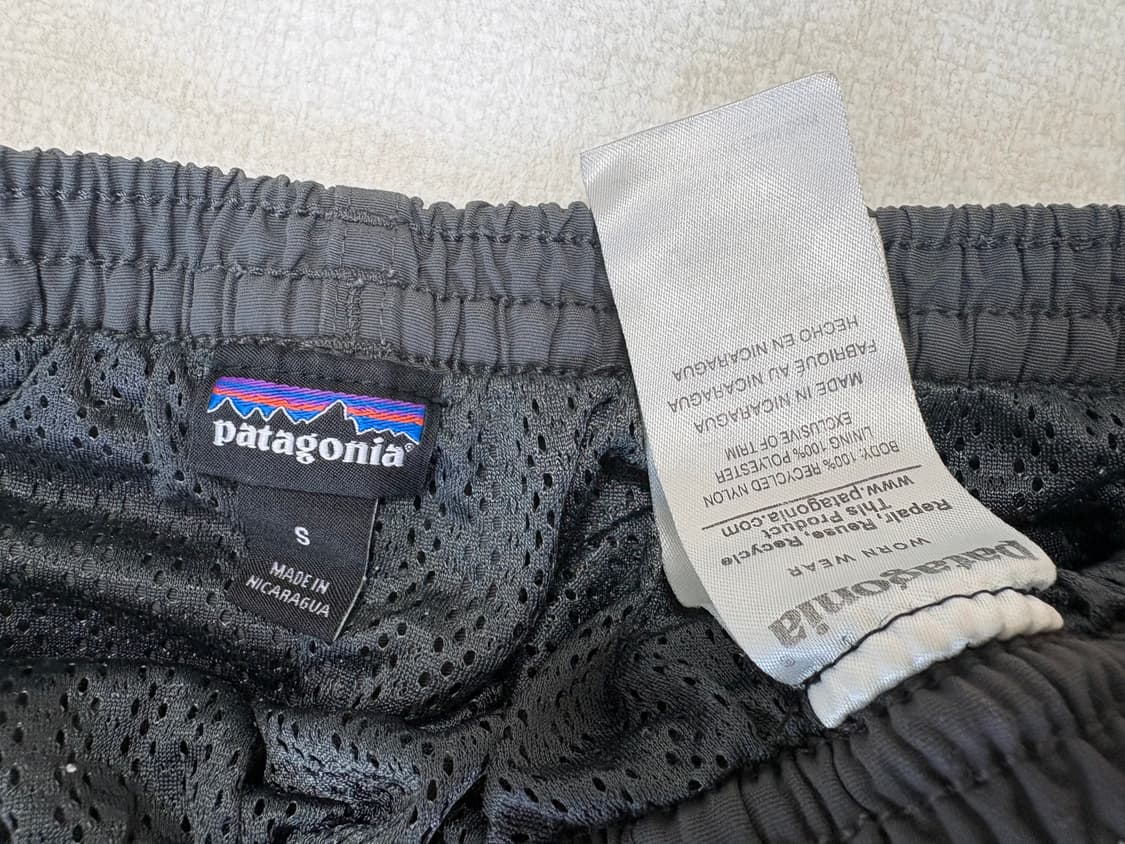 patagonia®
S
MADE IN
NICARAGUA
patagonia®
WORN WEAR
Repair, Reuse, Recycle
This Product
www.patagonia.com
BODY: 100% RECYCLED NYLON
LINING 100% POLYESTER
EXCLUSIVE OF TRIM
MADE IN NICARAGUA
FABRIQUE AU NICARAGUA
HECHO EN NICARAGUA